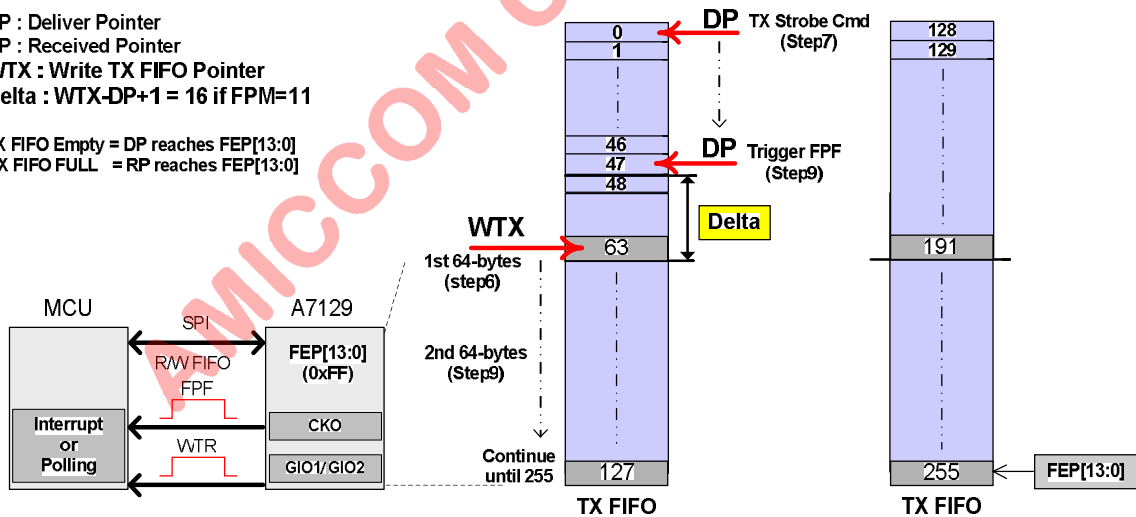 P : Deliver Pointer
P : Received Pointer
WTX : Write TX FIFO Pointer
elta : WTX-DP+1 = 16 if FPM=11
X FIFO Empty = DP reaches FEP[13:0]
X FIFO FULL = RP reaches FEP[13:0]
AMICCOM C
0
1
46
47
48
63
127
TX FIFO
DP
TX Strobe Cmd
(Step7)
DP
Trigger FPF
(Step9)
Delta
WTX
1st 64-bytes
(step6)
2nd 64-bytes
(Step9)
Continue
until 255
128
129
191
255
TX FIFO
FEP[13:0]
MCU
A7129
SPI
R/W FIFO
FPF
WTR
Interrupt
or
Polling
FEP[13:0]
(0xFF)
CKO
GIO1/GIO2